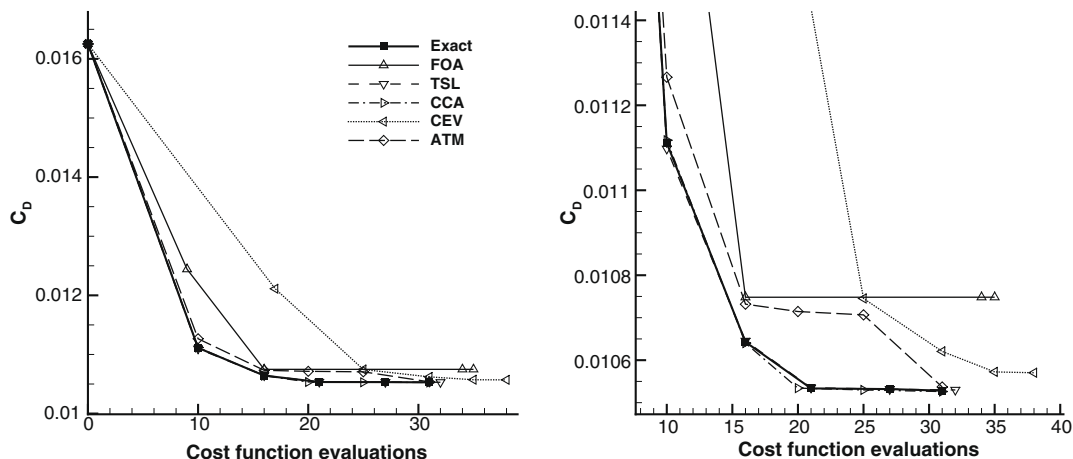 0.016
0.014
0.012
0.01
C_D
0
10
20
30
Cost function evaluations
Exact
FOA
TSL
CCA
CEV
ATM
0.0114
0.0112
0.011
0.0108
0.0106
C_D
10
15
20
25
30
35
40
Cost function evaluations